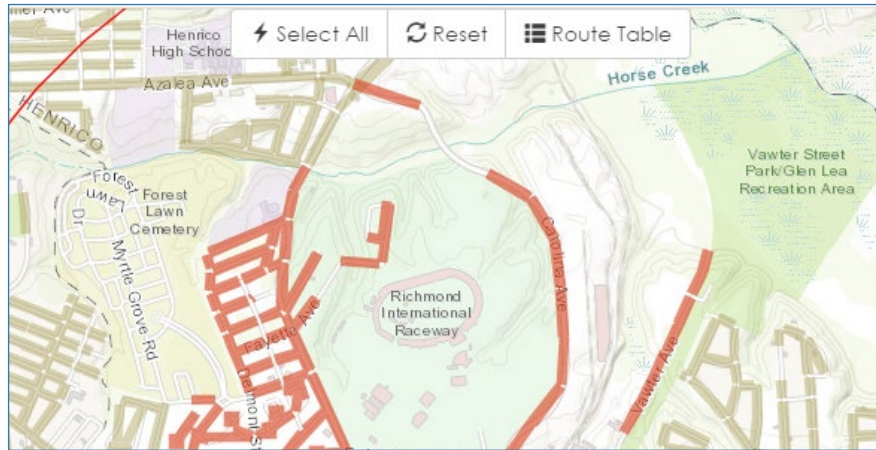 Select All
Reset
Route Table
Henrico
Azalea Ave
HENRICO
Horse Creek
Vawter Street
Park/Glen Lea
Recreation Area
Forest
Lawn
Dr
Forest
Lawn
Cemetery
Myrtle Grove Rd
Carolina Ave
Richmond
International
Raceway
Fayette Ave
Delmont St
Vawter Ave